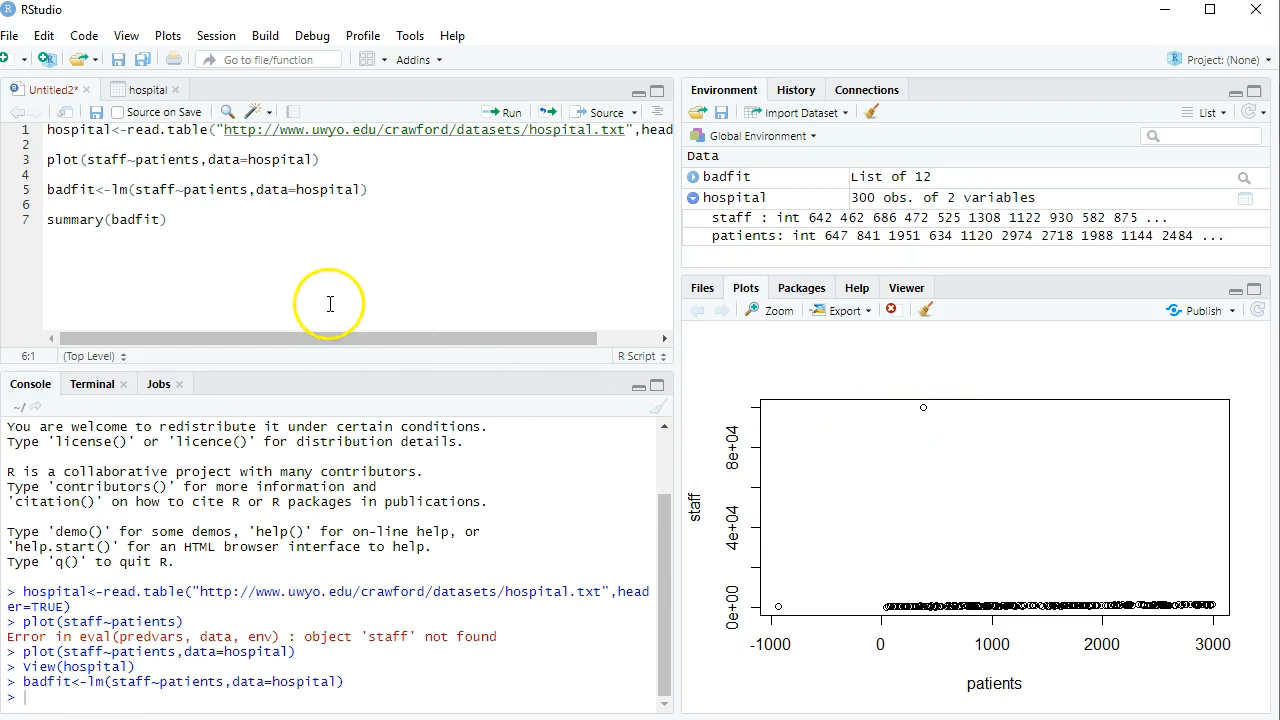 RStudio
File Edit Code View Plots Session Build Debug Profile Tools Help
Go to file/function Addins Project: (None)
Untitled2* hospital
Source on Save Run Source
1 hospital<-read.table("http://www.uwyo.edu/crawford/datasets/hospital.txt",head
2
3 plot(staff~patients,data=hospital)
4
5 badfit<-lm(staff~patients,data=hospital)
6
7 summary(badfit)
6:1 (Top Level) R Script
Console Terminal Jobs
~/
You are welcome to redistribute it under certain conditions.
Type 'license()' or 'licence()' for distribution details.
R is a collaborative project with many contributors.
Type 'contributors()' for more information and
'citation()' on how to cite R or R packages in publications.
Type 'demo()' for some demos, 'help()' for on-line help, or
'help.start()' for an HTML browser interface to help.
Type 'q()' to quit R.
> hospital<-read.table("http://www.uwyo.edu/crawford/datasets/hospital.txt",head
er=TRUE)
> plot(staff~patients)
Error in eval(predvars, data, env) : object 'staff' not found
> plot(staff~patients,data=hospital)
> View(hospital)
> badfit<-lm(staff~patients,data=hospital)
>
Environment History Connections
Import Dataset List
Global Environment
Data
badfit List of 12
hospital 300 obs. of 2 variables
staff : int 642 462 686 472 525 1308 1122 930 582 875 ...
patients: int 647 841 1951 634 1120 2974 2718 1988 1144 2484 ...
Files Plots Packages Help Viewer
Zoom Export Publish
staff
8e+04
4e+04
0e+00
-1000 0 1000 2000 3000
patients